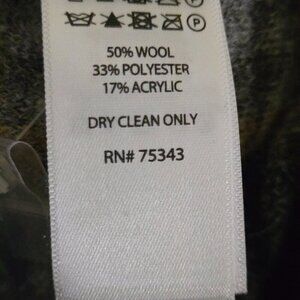 50% WOOL
33% POLYESTER
17% ACRYLIC
DRY CLEAN ONLY
RN# 75343